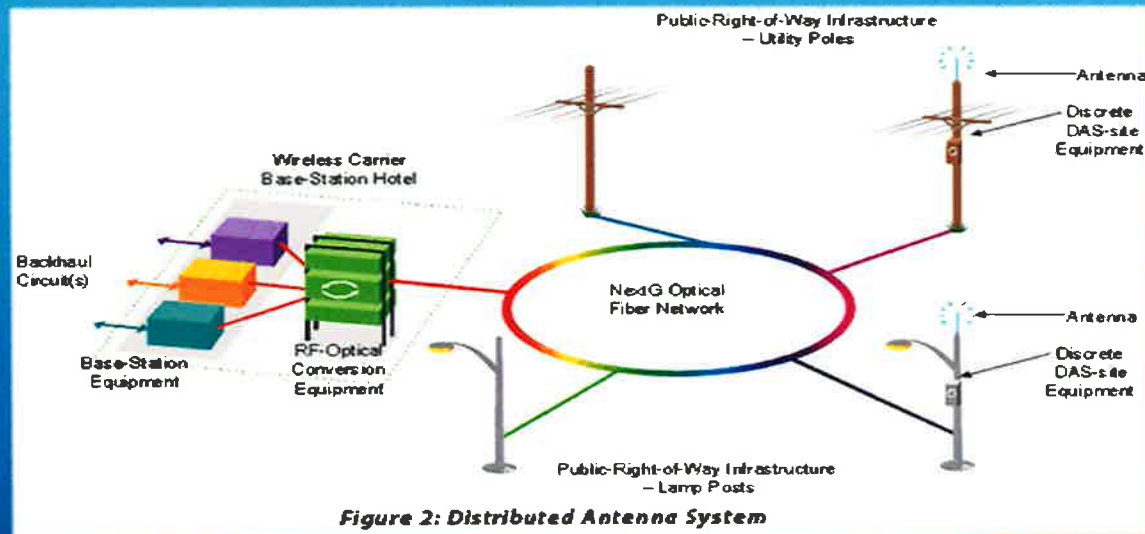 Public-Right-of-Way Infrastructure
– Utility Poles
Antenna
Discrete
DAS-site
Equipment
Wireless Carrier
Base-Station Hotel
Backhaul
Circuit(s)
NextG Optical
Fiber Network
Base-Station
Equipment
RF-Optical
Conversion
Equipment
Antenna
Discrete
DAS-site
Equipment
Public-Right-of-Way Infrastructure
– Lamp Posts
Figure 2: Distributed Antenna System